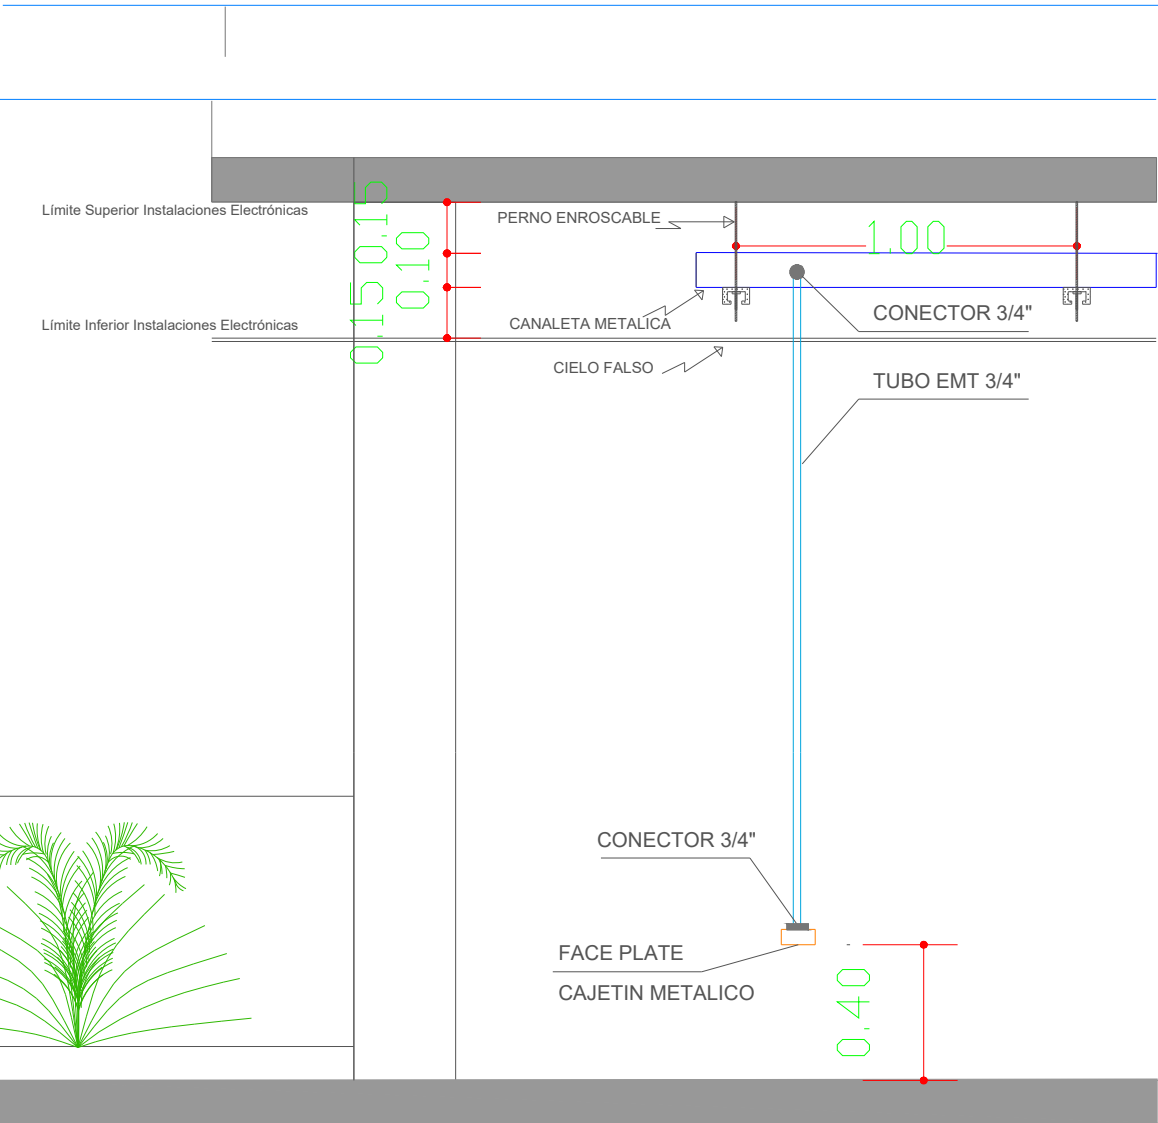 Límite Superior Instalaciones Electrónicas
0.15
PERNO ENROSCABLE
1.00
0.10
0.15
CONECTOR 3/4"
CANALETA METALICA
Límite Inferior Instalaciones Electrónicas
CIELO FALSO
TUBO EMT 3/4"
CONECTOR 3/4"
FACE PLATE
CAJETIN METALICO
0.40